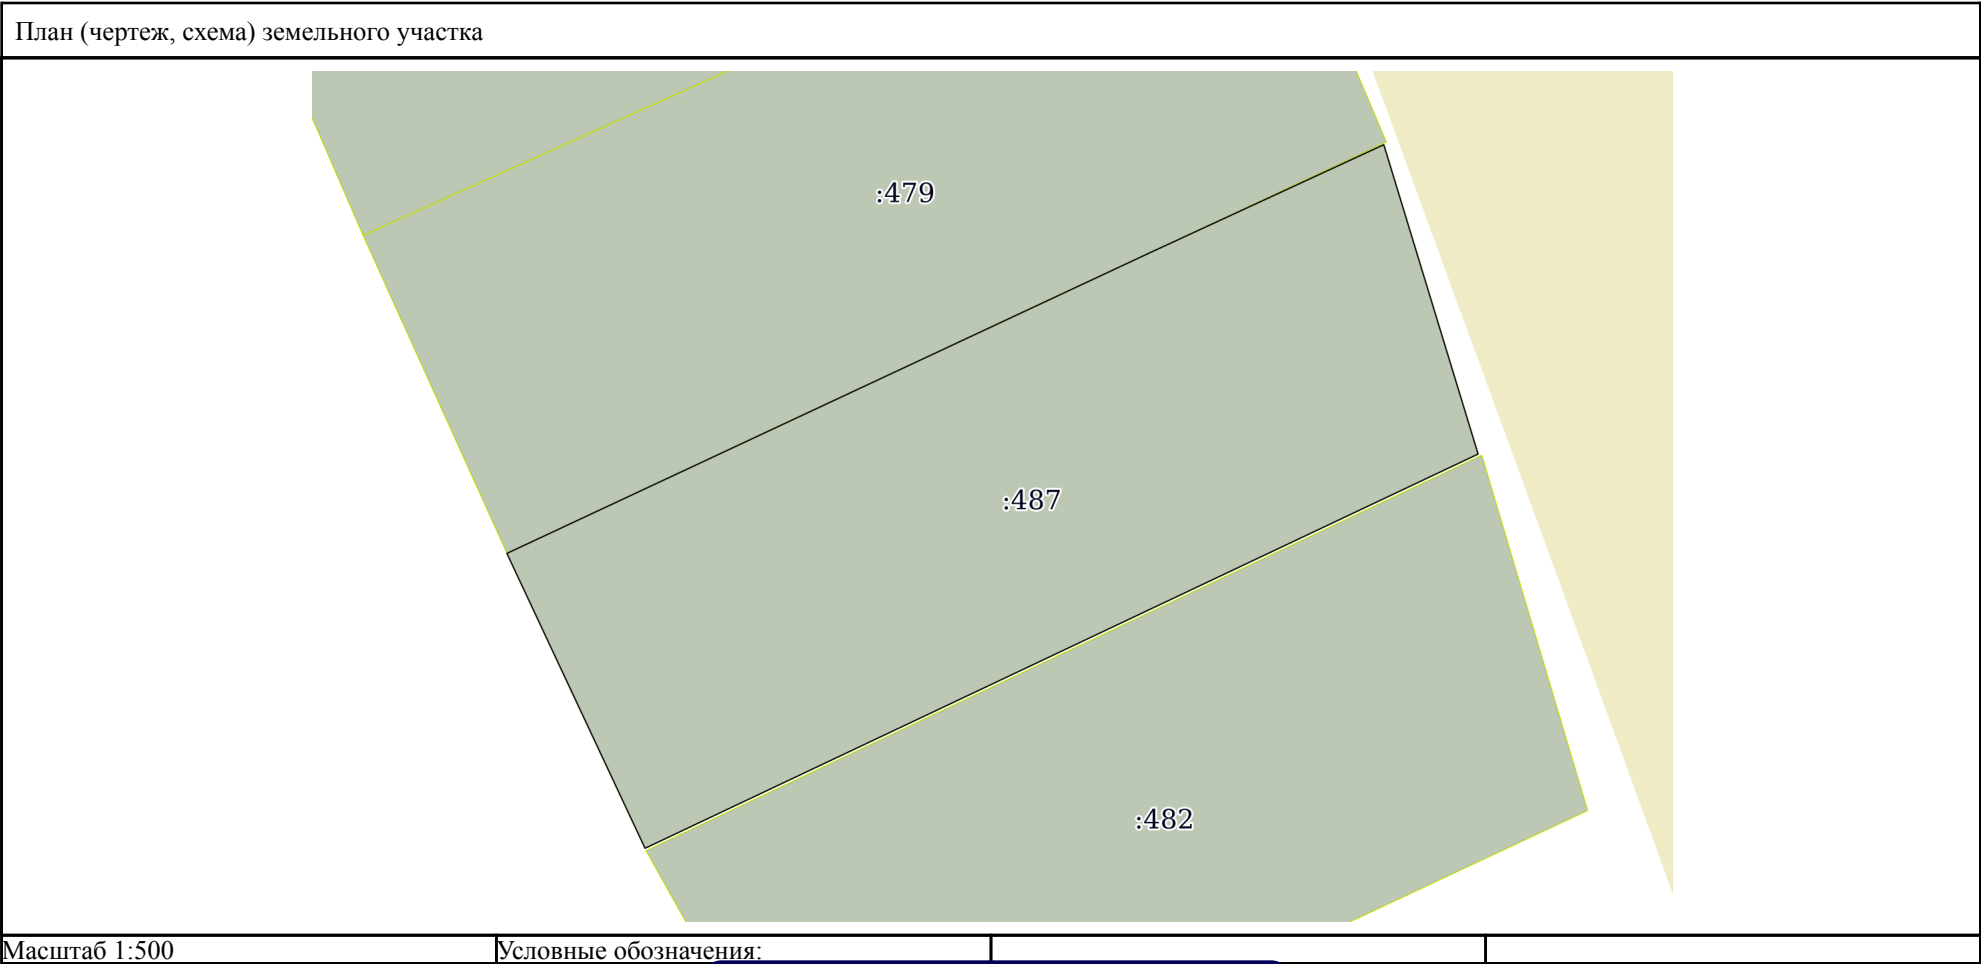 План (чертеж, схема) земельного участка
:479
:487
:482
Масштаб 1:500
Условные обозначения: